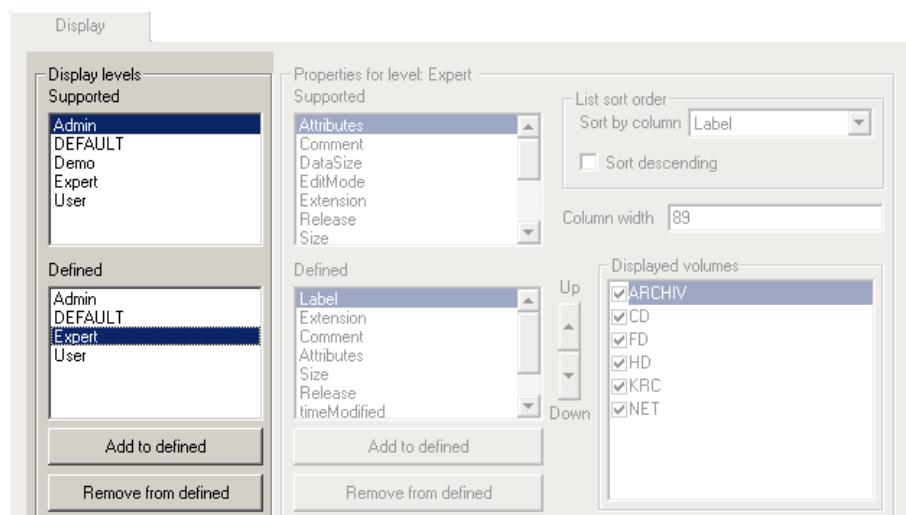 Display
Display levels
Supported
Admin
DEFAULT
Demo
Expert
User
Defined
Admin
DEFAULT
Expert
User
Add to defined
Remove from defined
Properties for level: Expert
Supported
Attributes
Comment
DataSize
EditMode
Extension
Release
Size
Defined
Label
Extension
Comment
Attributes
Size
Release
timeModified
Up
Down
Add to defined
Remove from defined
List sort order
Sort by column Label
Sort descending
Column width 89
Displayed volumes
ARCHIV
CD
FD
HD
KRC
NET